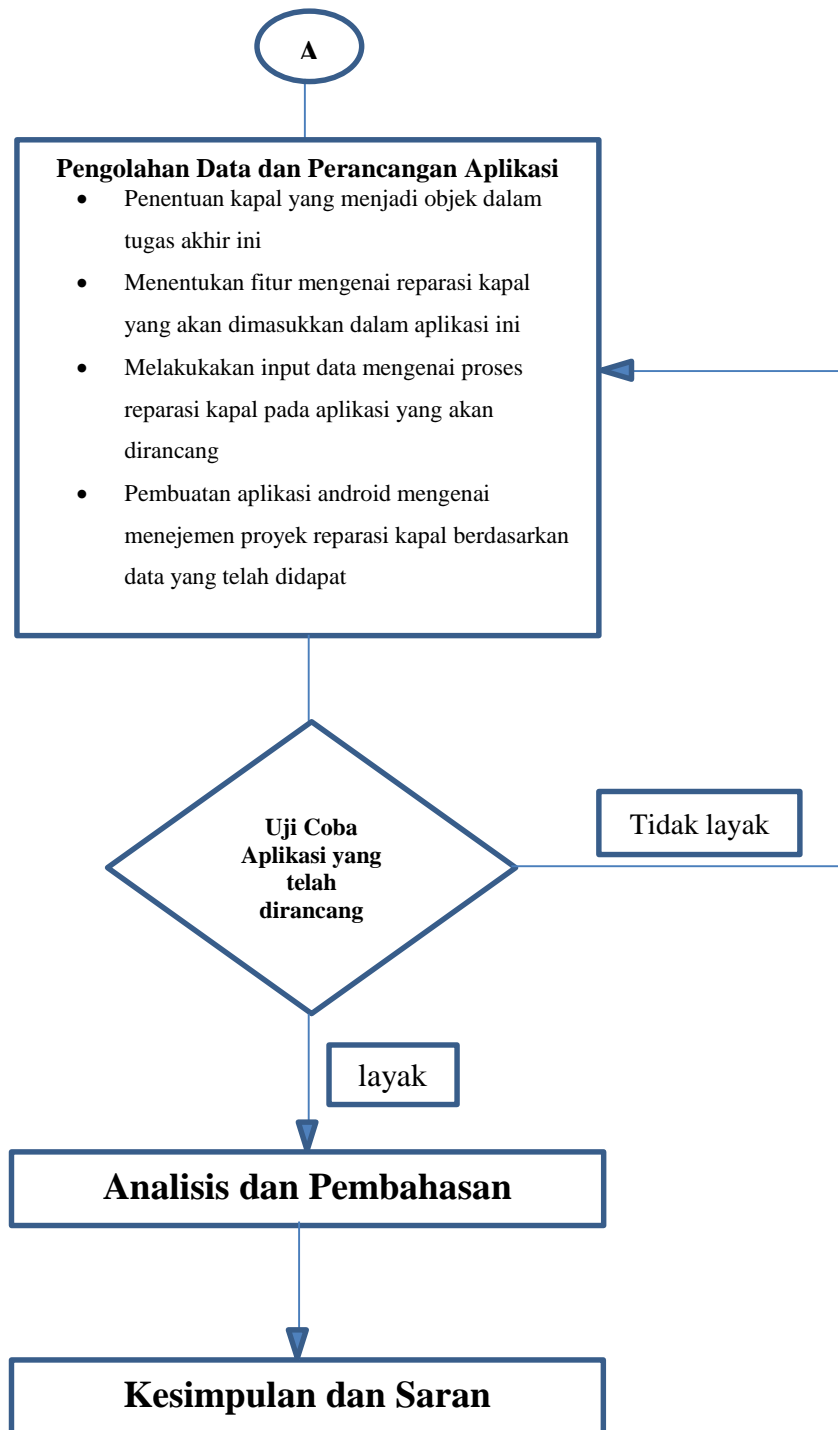 A
Pengolahan Data dan Perancangan Aplikasi
• Penentuan kapal yang menjadi objek dalam
tugas akhir ini
• Menentukan fitur mengenai reparasi kapal
yang akan dimasukkan dalam aplikasi ini
• Melakukakan input data mengenai proses
reparasi kapal pada aplikasi yang akan
dirancang
• Pembuatan aplikasi android mengenai
menejemen proyek reparasi kapal berdasarkan
data yang telah didapat
Uji Coba
Aplikasi yang
telah
dirancang
Tidak layak
layak
Analisis dan Pembahasan
Kesimpulan dan Saran